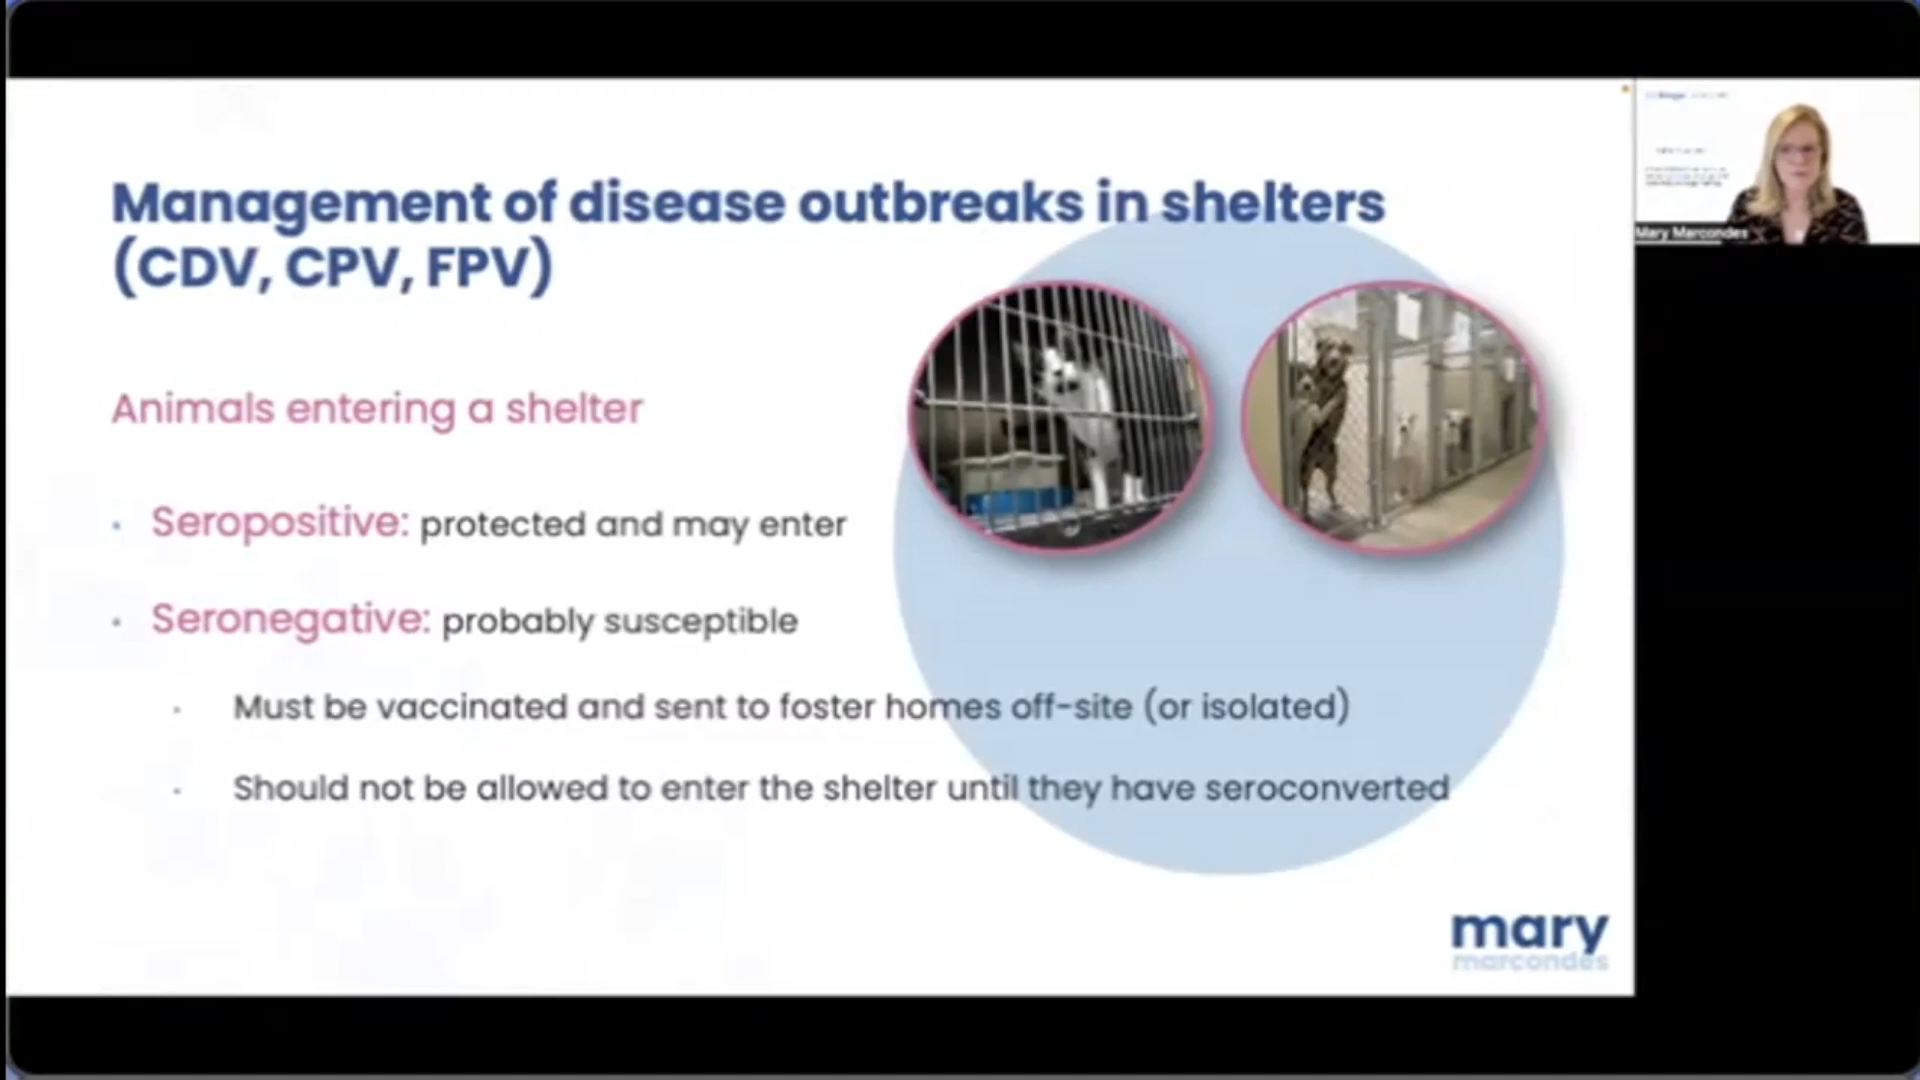 Management of disease outbreaks in shelters
(CDV, CPV, FPV)
Animals entering a shelter
• Seropositive: protected and may enter
• Seronegative: probably susceptible
• Must be vaccinated and sent to foster homes off-site (or isolated)
• Should not be allowed to enter the shelter until they have seroconverted
mary
marcondes
Mary Marcondes